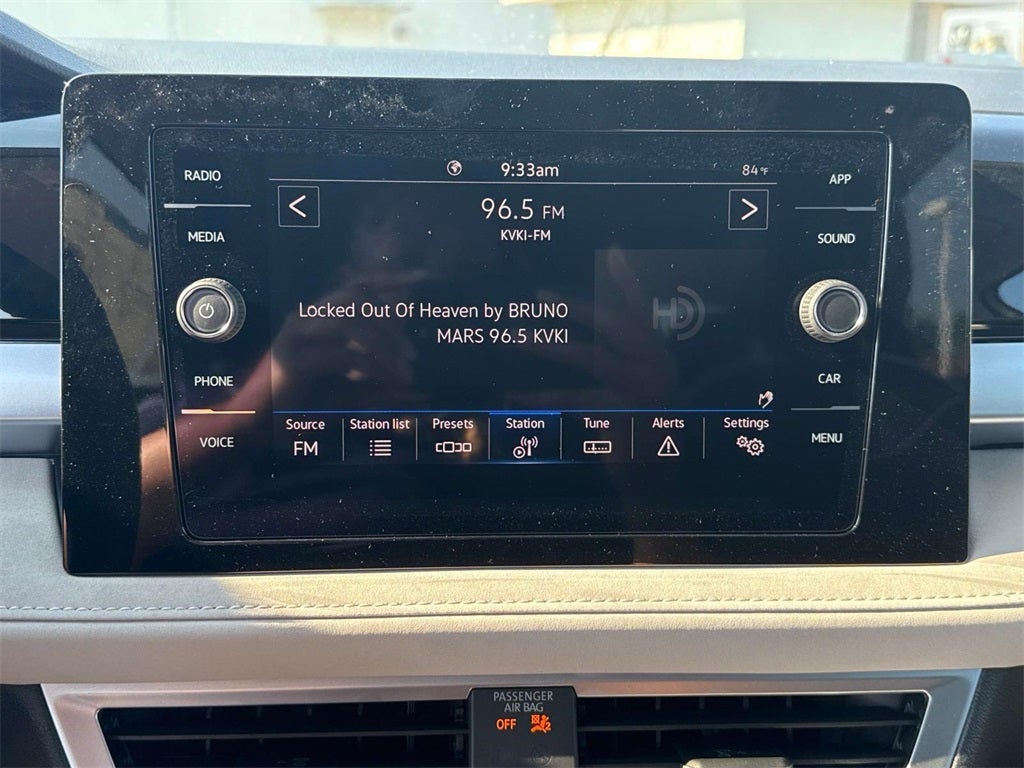 9:33am
84 °F
RADIO
APP
96.5 FM
KVKI-FM
MEDIA
SOUND
Locked Out Of Heaven by BRUNO
MARS 96.5 KVKI
HD
PHONE
CAR
Source
Station list
Presets
Station
Tune
Alerts
Settings
FM
VOICE
MENU
PASSENGER
AIR BAG
OFF
2